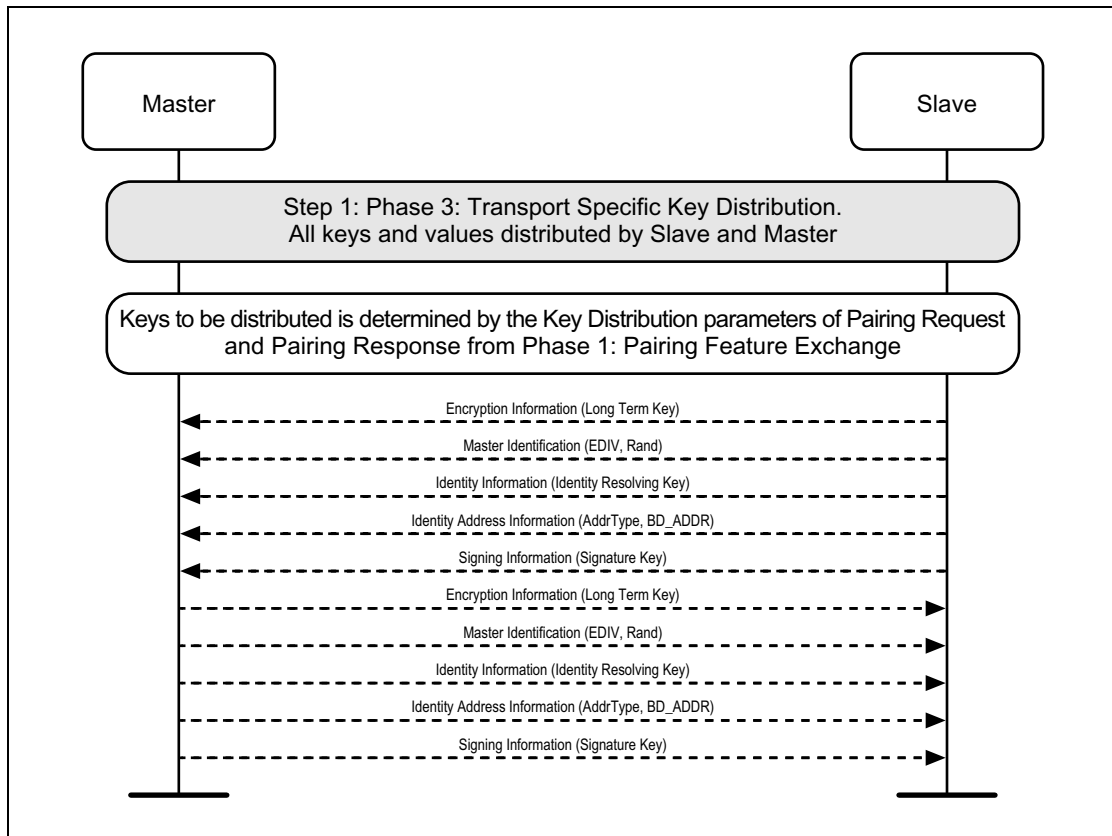 Master
Slave
Step 1: Phase 3: Transport Specific Key Distribution.
All keys and values distributed by Slave and Master
Keys to be distributed is determined by the Key Distribution parameters of Pairing Request
and Pairing Response from Phase 1: Pairing Feature Exchange
Encryption Information (Long Term Key)
Master Identification (EDIV, Rand)
Identity Information (Identity Resolving Key)
Identity Address Information (AddrType, BD_ADDR)
Signing Information (Signature Key)
Encryption Information (Long Term Key)
Master Identification (EDIV, Rand)
Identity Information (Identity Resolving Key)
Identity Address Information (AddrType, BD_ADDR)
Signing Information (Signature Key)